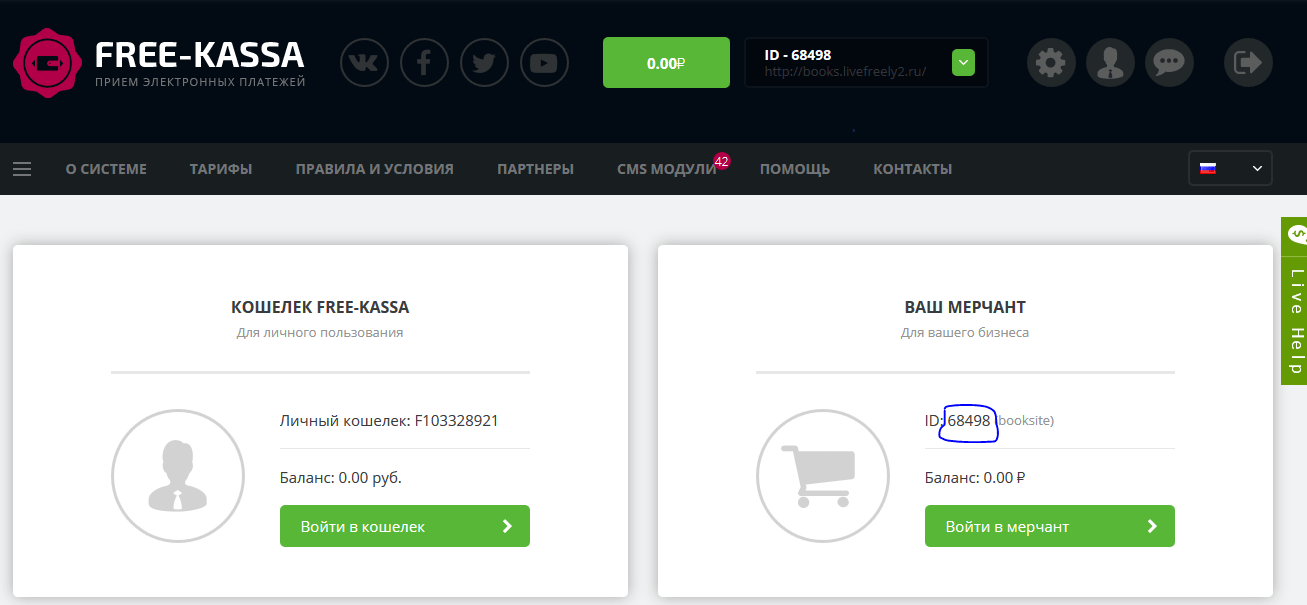 FREE-KASSA
ПРИЕМ ЭЛЕКТРОННЫХ ПЛАТЕЖЕЙ
0.00₽
ID - 68498
http://books.livefreely2.ru/
О СИСТЕМЕ
ТАРИФЫ
ПРАВИЛА И УСЛОВИЯ
ПАРТНЕРЫ
CMS МОДУЛИ 42
ПОМОЩЬ
КОНТАКТЫ
Live Help
КОШЕЛЕК FREE-KASSA
Для личного пользования
Личный кошелек: F103328921
Баланс: 0.00 руб.
Войти в кошелек
ВАШ МЕРЧАНТ
Для вашего бизнеса
ID: 68498 (booksite)
Баланс: 0.00 ₽
Войти в мерчант